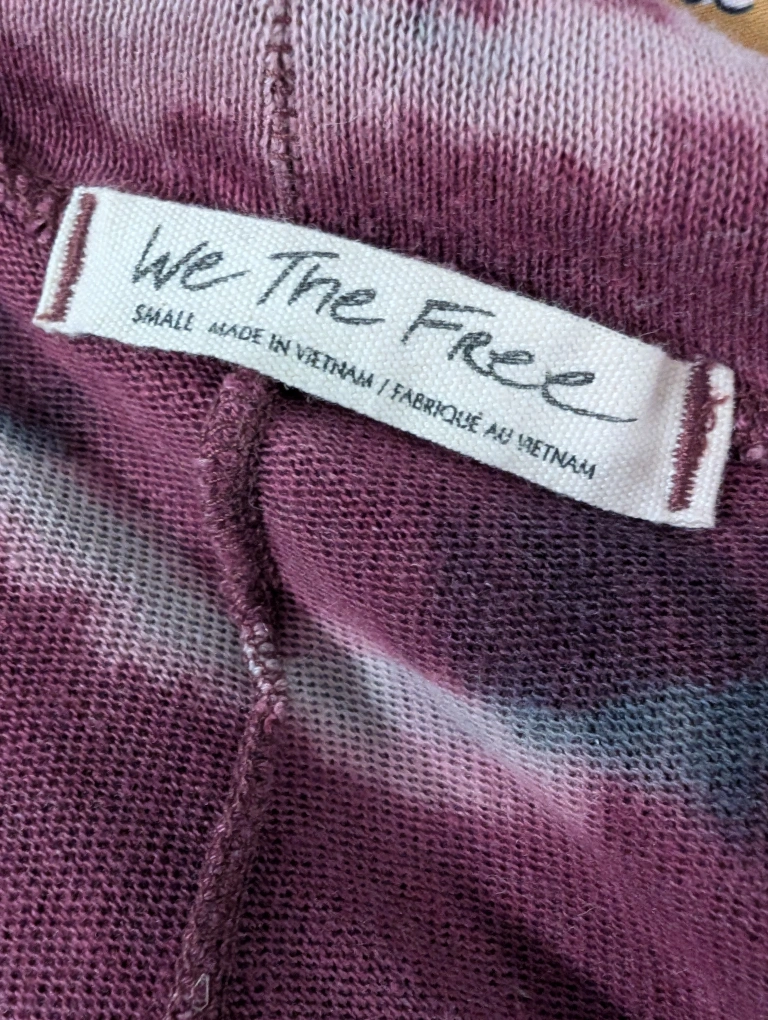 We The Free
SMALL MADE IN VIETNAM / FABRIQUÉ AU VIETNAM